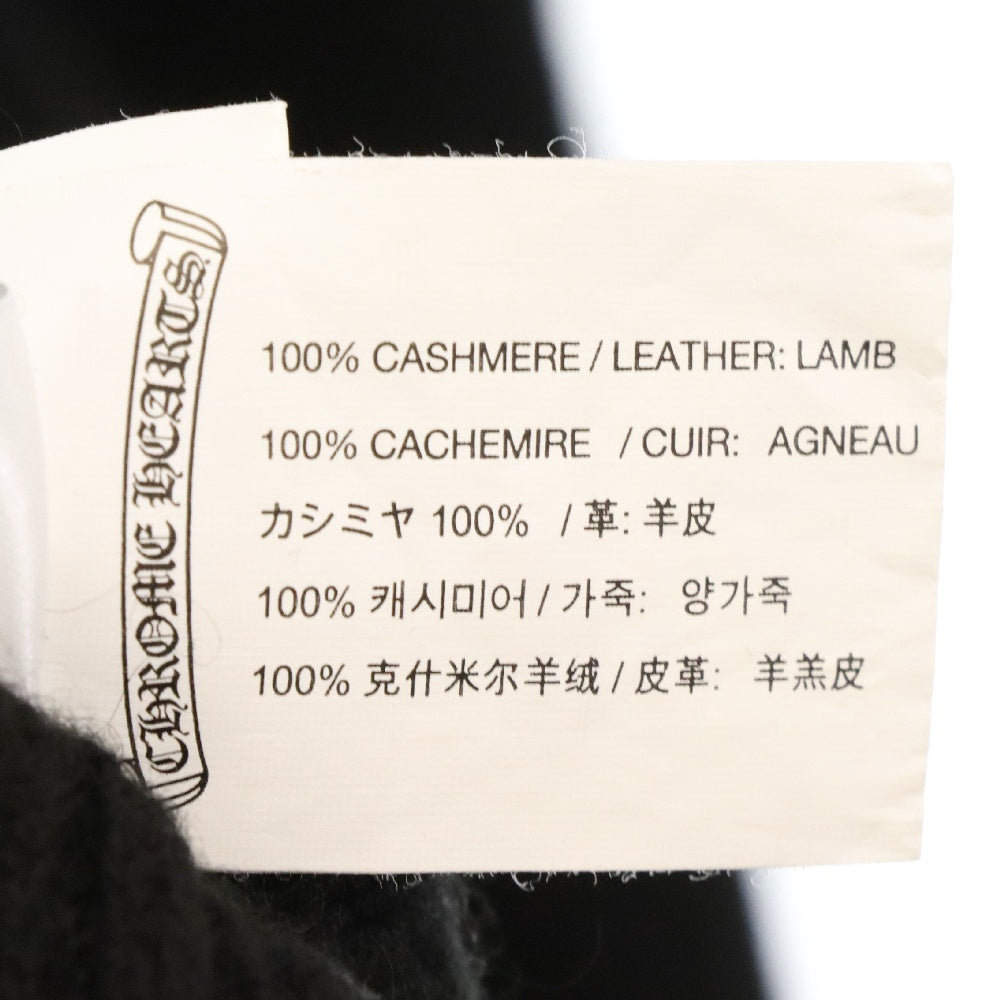 CHROME HEARTS
100% CASHMERE / LEATHER: LAMB
100% CACHEMIRE / CUIR: AGNEAU
カシミヤ 100% / 革: 羊皮
100% 캐시미어 / 가죽: 양가죽
100% 克什米尔羊绒 / 皮革: 羊羔皮